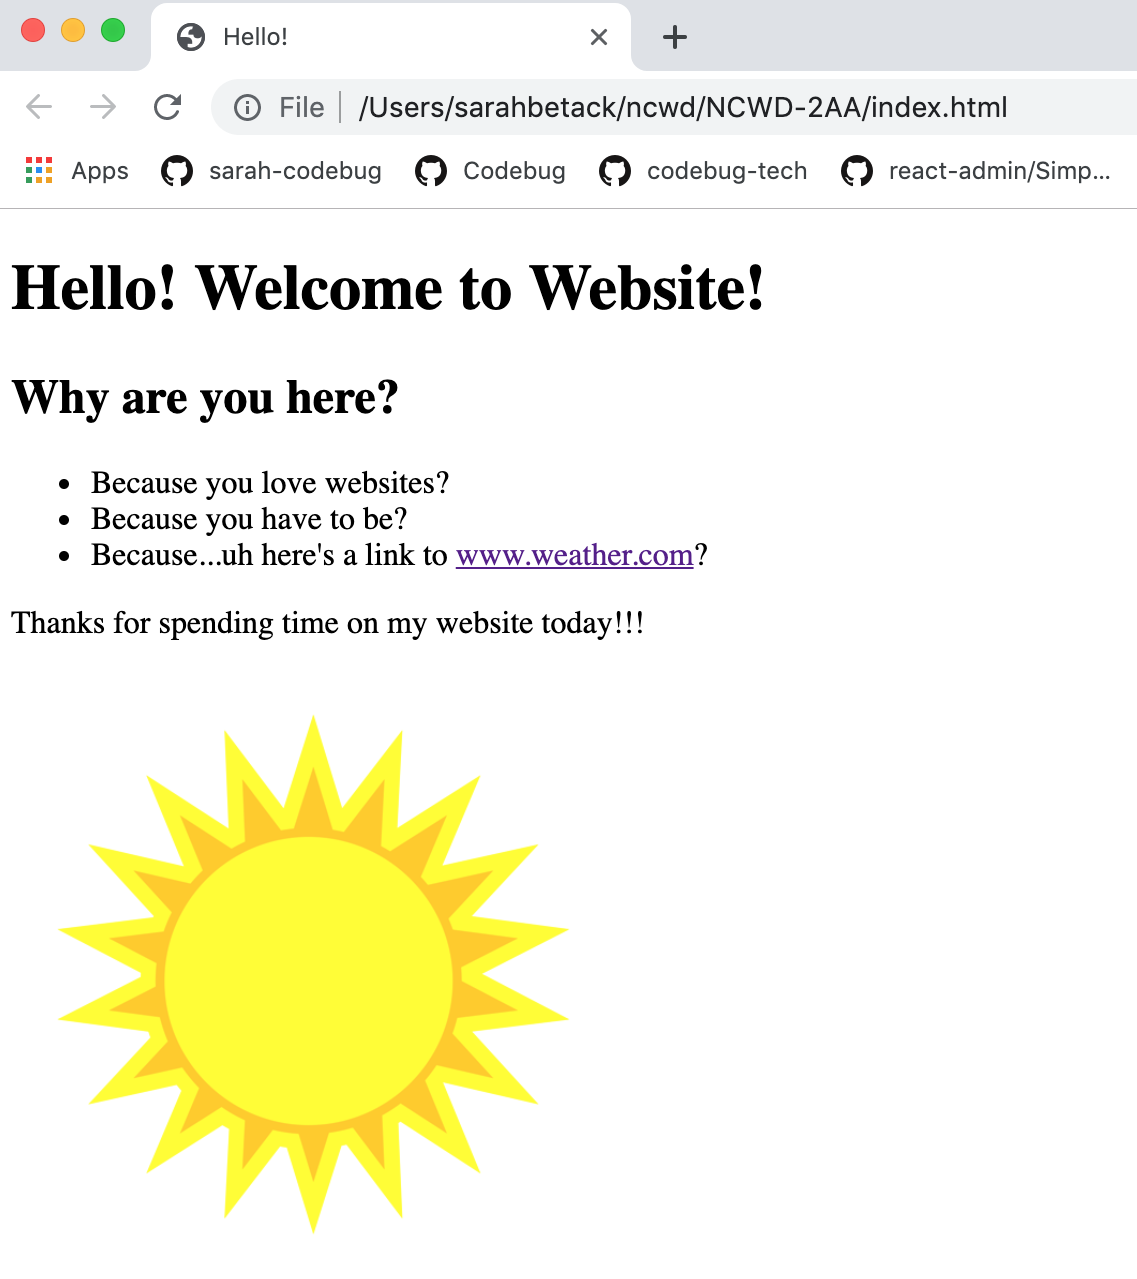 Hello!
File /Users/sarahbetack/ncwd/NCWD-2AA/index.html
Apps sarah-codebug Codebug codebug-tech react-admin/Simp...
Hello! Welcome to Website!
Why are you here?
• Because you love websites?
• Because you have to be?
• Because...uh here's a link to www.weather.com?
Thanks for spending time on my website today!!!